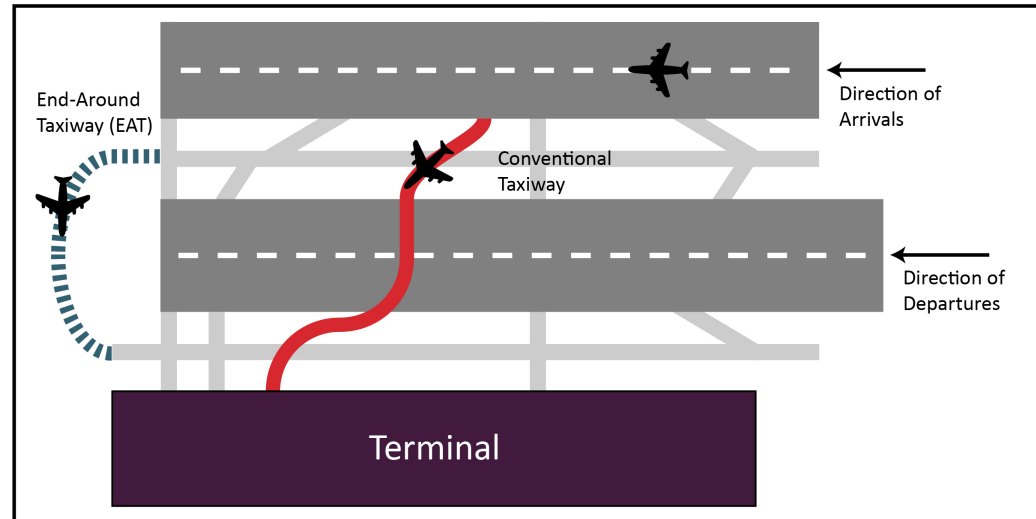 End-Around
Taxiway (EAT)
Direction of
Arrivals
Conventional
Taxiway
Direction of
Departures
Terminal